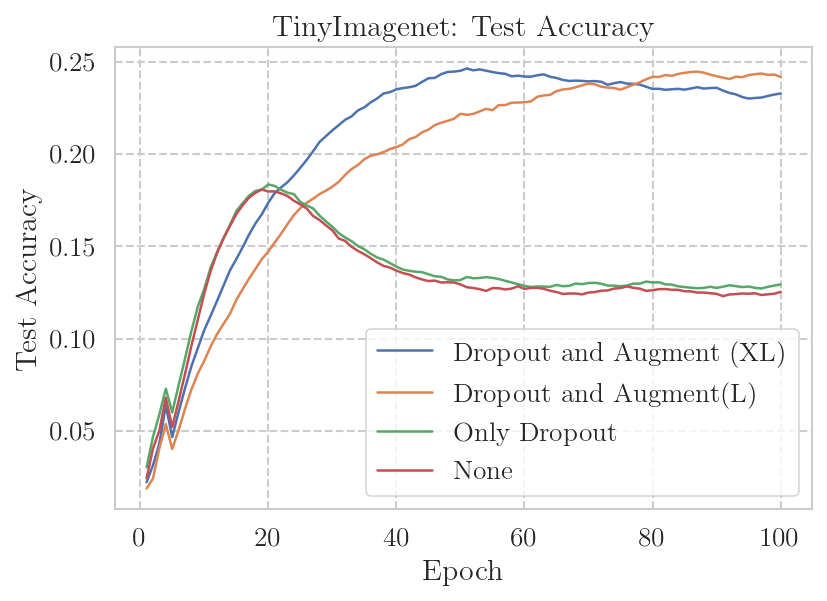 TinyImagenet: Test Accuracy
0.25
0.20
0.15
0.10
0.05
Test Accuracy
Dropout and Augment (XL)
Dropout and Augment(L)
Only Dropout
None
0 20 40 60 80 100
Epoch